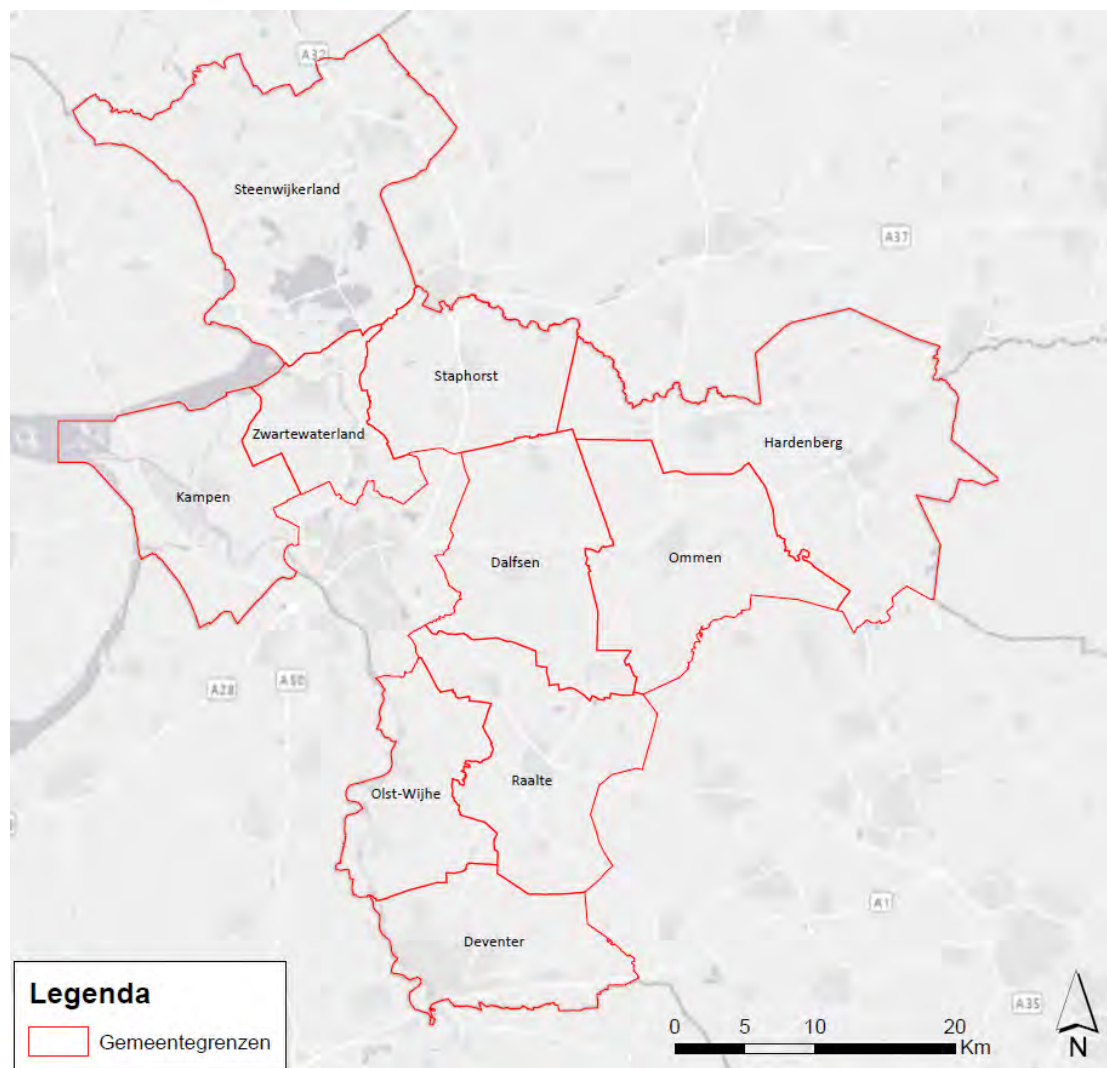 A32
Steenwijkerland
A37
Staphorst
Zwartewaterland
Hardenberg
Kampen
Dalfsen
Ommen
A28
A50
Olst-Wijhe
Raalte
A1
Deventer
A35
Legenda
Gemeentegrenzen
0 5 10 20
Km
N